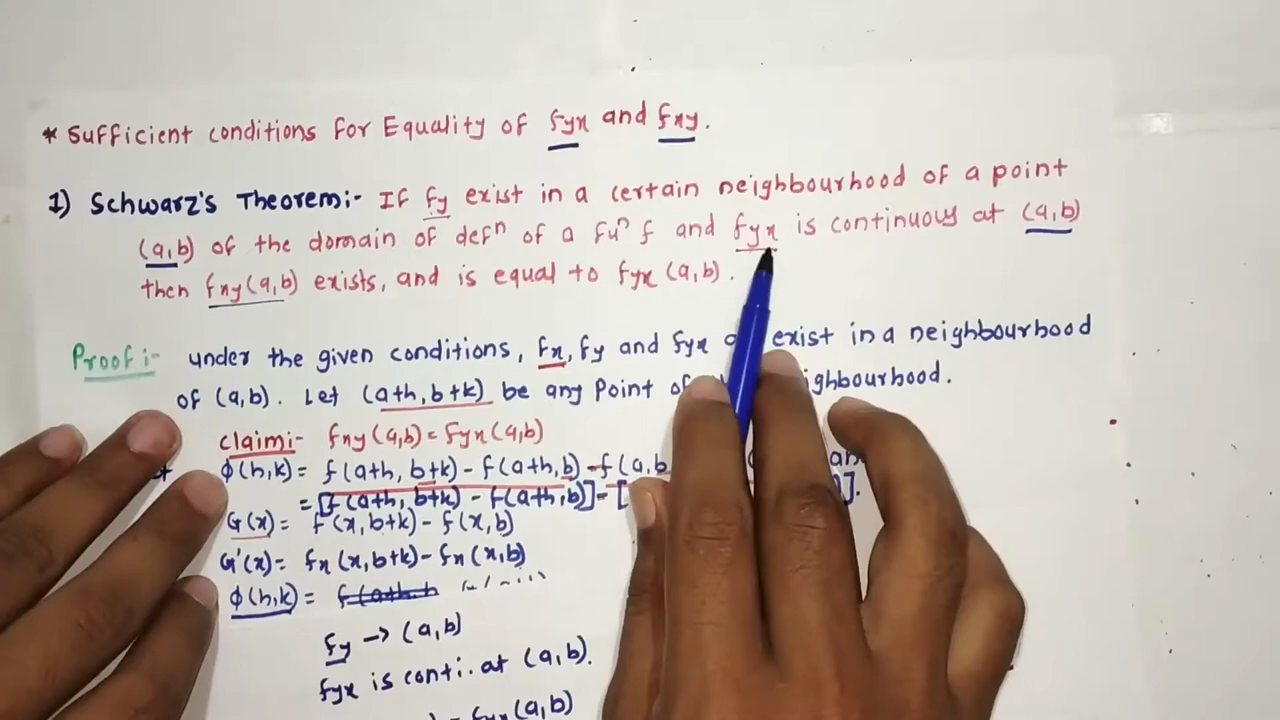 * Sufficient conditions for Equality of fyx and fxy.
1) Schwarz's Theorem:- If fy exist in a certain neighbourhood of a point
(a,b) of the domain of defⁿ of a fuⁿ f and fyx is continuous at (a,b)
then fxy(a,b) exists, and is equal to fyx (a,b).
Proof:- under the given conditions, fx, fy and fyx exist in a neighbourhood
of (a,b). Let (a+h, b+k) be any point of
claim:- fxy(a,b) = fyx(a,b)
ϕ(h,k) = f(a+h, b+k) - f(a+h, b) - f(a, b
= [f(a+h, b+k) - f(a+h,b)] - [ )].
G(x) = f(x, b+k) - f(x,b)
G'(x) = fx(x, b+k) - fx(x,b)
ϕ(h,k) =
fy → (a,b)
fyx is conti. at (a,b).
= fyx(a,b)